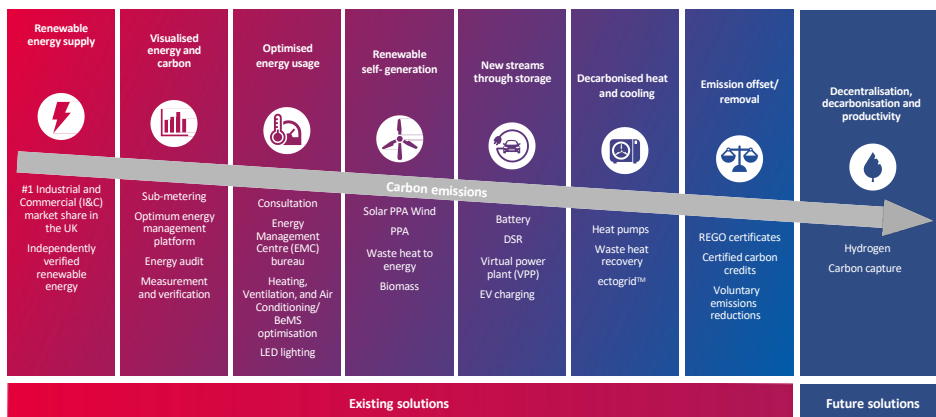 Renewable
energy supply
#1 Industrial and
Commercial (I&C)
market share in
the UK
Independently
verified
renewable
energy
Visualised
energy and
carbon
Sub-metering
Optimum energy
management
platform
Energy audit
Measurement
and verification
Optimised
energy usage
Consultation
Energy
Management
Centre (EMC)
bureau
Heating,
Ventilation, and Air
Conditioning/
BeMS
optimisation
LED lighting
Renewable
self- generation
Solar PPA Wind
PPA
Waste heat to
energy
Biomass
New streams
through storage
Battery
DSR
Virtual power
plant (VPP)
EV charging
Decarbonised heat
and cooling
Heat pumps
Waste heat
recovery
ectogrid™
Emission offset/
removal
REGO certificates
Certified carbon
credits
Voluntary
emissions
reductions
Decentralisation,
decarbonisation and
productivity
Hydrogen
Carbon capture
Carbon emissions
Existing solutions
Future solutions